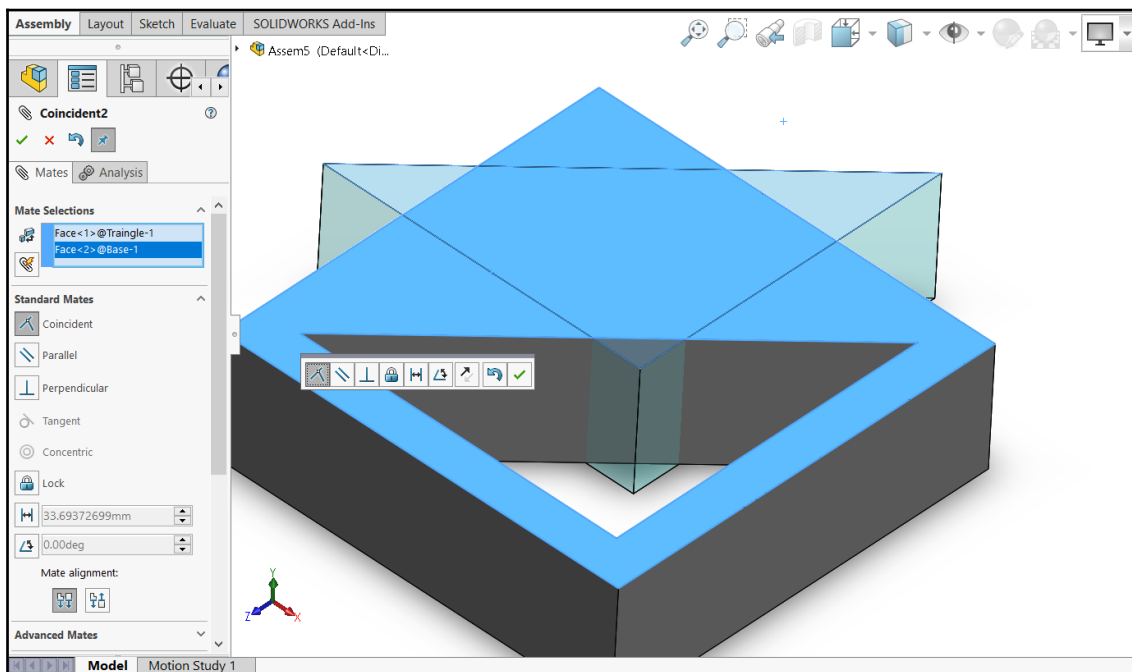 Assembly Layout Sketch Evaluate SOLIDWORKS Add-Ins
Assem5 (Default<Di...
Coincident2
Mates Analysis
Mate Selections
Face<1>@Traingle-1
Face<2>@Base-1
Standard Mates
Coincident
Parallel
Perpendicular
Tangent
Concentric
Lock
33.69372699mm
0.00deg
Mate alignment:
Advanced Mates
Y
Z
X
Model Motion Study 1